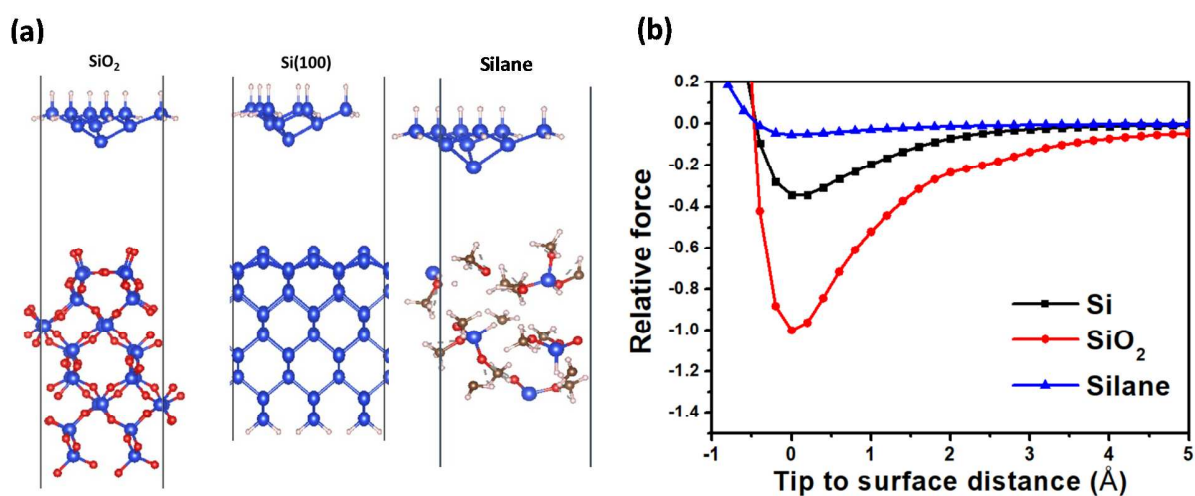 (a)
SiO₂
Si(100)
Silane
(b)
Relative force
0.2
0.0
-0.2
-0.4
-0.6
-0.8
-1.0
-1.2
-1.4
Si
SiO₂
Silane
-1 0 1 2 3 4 5
Tip to surface distance (Å)